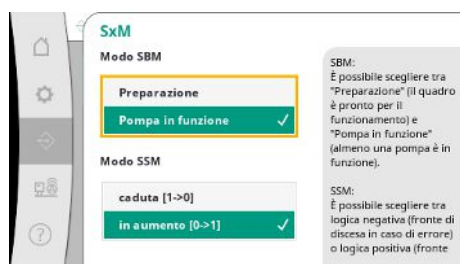 SxM
Modo SBM
Preparazione
Pompa in funzione
Modo SSM
caduta [1->0]
in aumento [0->1]
SBM:
È possibile scegliere tra
"Preparazione" (il quadro
è pronto per il
funzionamento) e
"Pompa in funzione"
(almeno una pompa è in
funzione).
SSM:
È possibile scegliere tra
logica negativa (fronte di
discesa in caso di errore)
o logica positiva (fronte